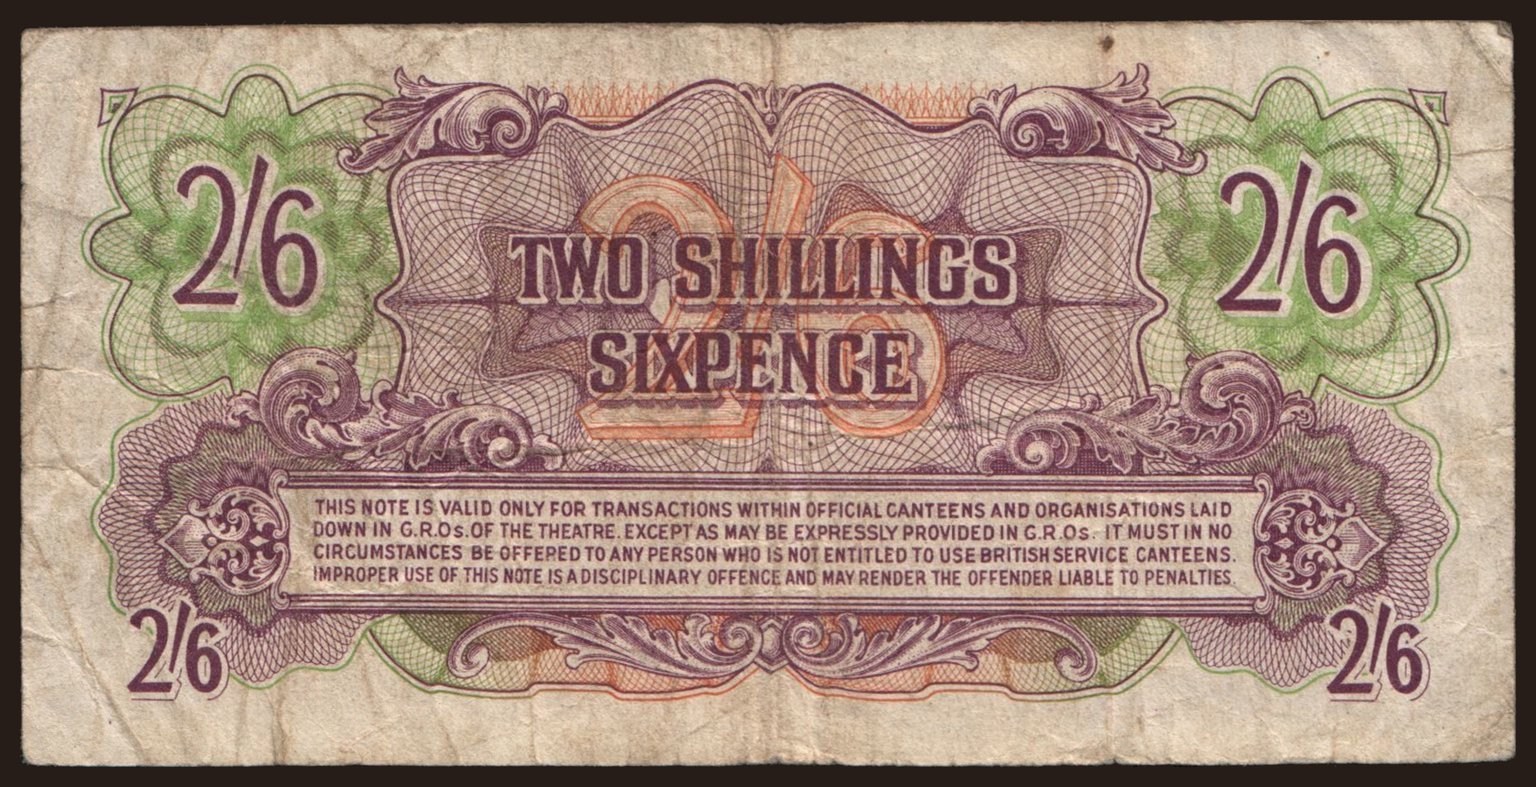 2/6
2/6
2/6
TWO SHILLINGS
SIXPENCE
THIS NOTE IS VALID ONLY FOR TRANSACTIONS WITHIN OFFICIAL CANTEENS AND ORGANISATIONS LAID
DOWN IN G.R.Os. OF THE THEATRE. EXCEPT AS MAY BE EXPRESSLY PROVIDED IN G.R.Os. IT MUST IN NO
CIRCUMSTANCES BE OFFERED TO ANY PERSON WHO IS NOT ENTITLED TO USE BRITISH SERVICE CANTEENS.
IMPROPER USE OF THIS NOTE IS A DISCIPLINARY OFFENCE AND MAY RENDER THE OFFENDER LIABLE TO PENALTIES.
2/6
2/6